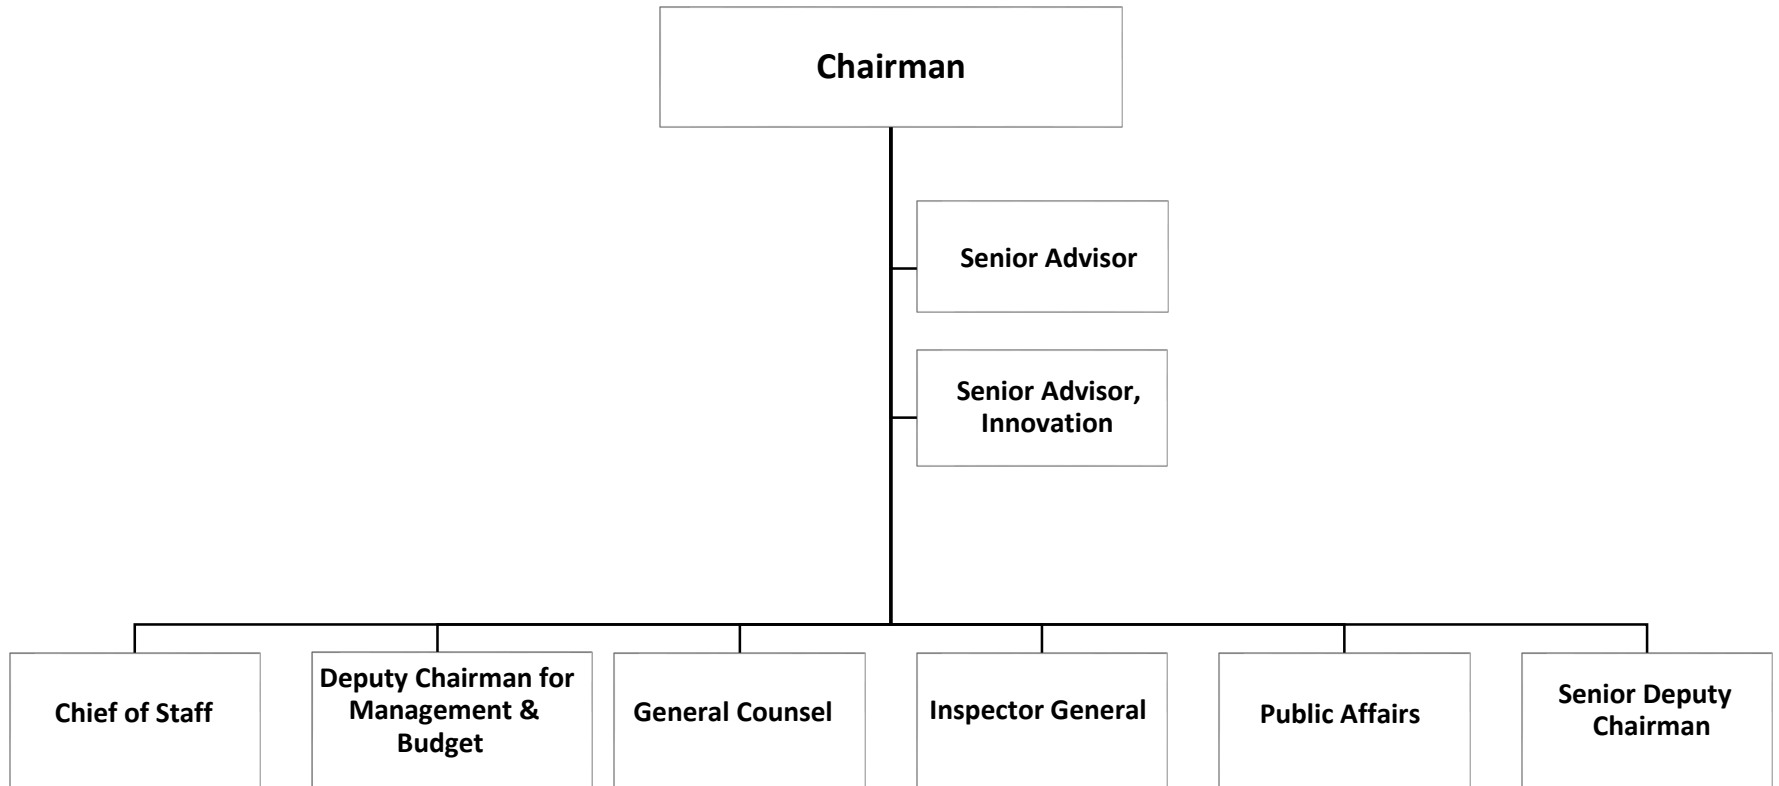 Chairman
Senior Advisor
Senior Advisor,
Innovation
Chief of Staff
Deputy Chairman for
Management &
Budget
General Counsel
Inspector General
Public Affairs
Senior Deputy
Chairman